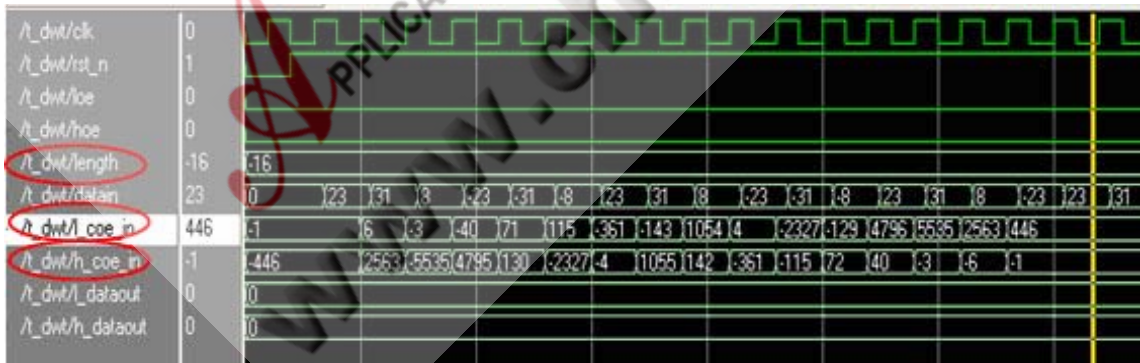 /t_dwt/clk 0
/t_dwt/rst_n 1
/t_dwt/loe 0
/t_dwt/hoe 0
/t_dwt/length -16 -16
/t_dwt/datain 23 0 23 31 8 -23 -31 -8 23 31 8 -23 -31 -8 23 31 8 -23 23 31
/t_dwt/l_coe_in 446 -1 6 -3 -40 71 115 -361 -143 1054 4 -2327 -129 4796 5535 2563 446
/t_dwt/h_coe_in -1 -446 2563 -5535 4795 130 -2327 -4 1055 142 -361 -115 72 40 -3 -6 -1
/t_dwt/l_dataout 0 0
/t_dwt/h_dataout 0 0
APPLICA
www.c